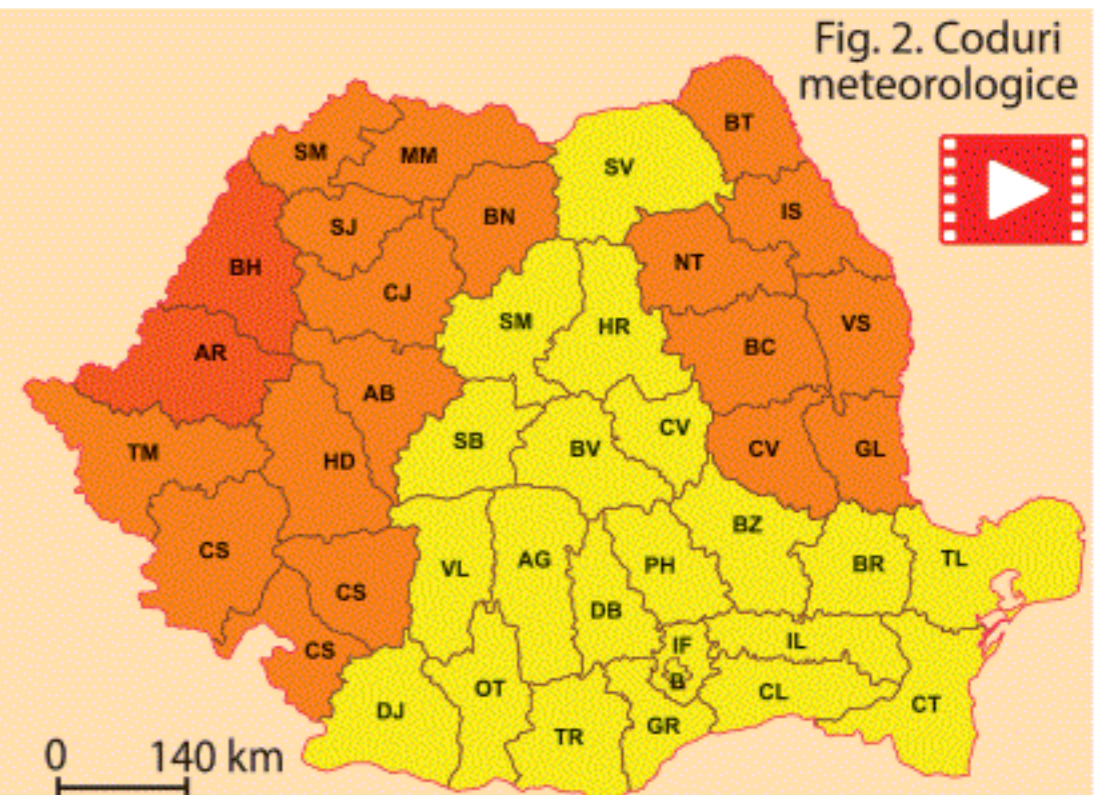 Fig. 2. Coduri
meteorologice
BT
SM
MM
SV
IS
BN
SJ
NT
BH
CJ
SM
HR
VS
BC
AR
AB
CV
SB
BV
CV
GL
TM
HD
BZ
CS
VL
AG
PH
BR
TL
CS
DB
IF
IL
CS
B
OT
CL
DJ
CT
TR
GR
0 140 km